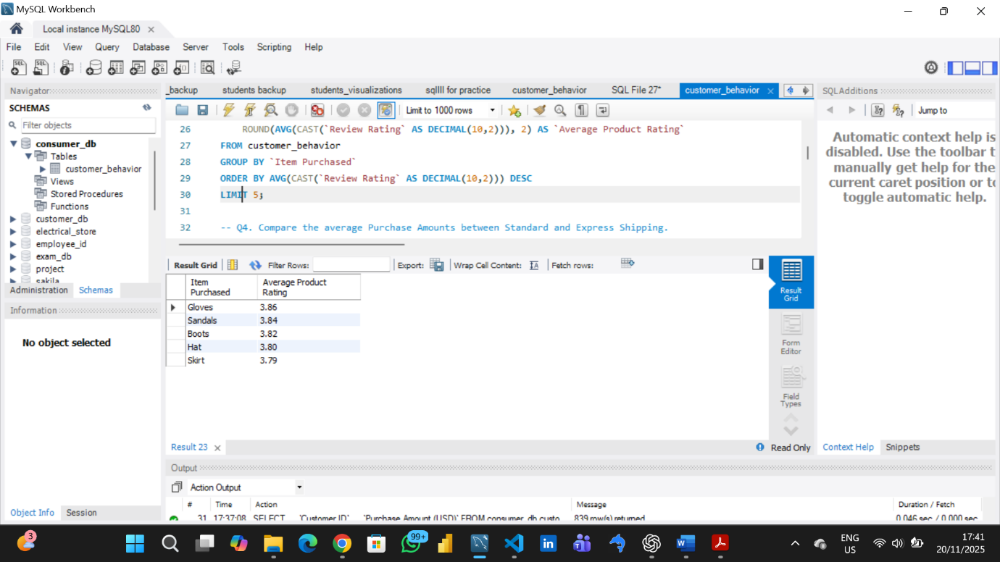 MySQL Workbench
Local instance MySQL80
File Edit View Query Database Server Tools Scripting Help
Navigator
SCHEMAS
Filter objects
consumer_db
Tables
customer_behavior
Views
Stored Procedures
Functions
customer_db
electrical_store
employee_id
exam_db
project
sakila
Administration Schemas
Information
No object selected
Object Info Session
_backup students backup students_visualizations sqllll for practice customer_behavior SQL File 27* customer_behavior
Limit to 1000 rows
26 ROUND(AVG(CAST(`Review Rating` AS DECIMAL(10,2))), 2) AS `Average Product Rating`
27 FROM customer_behavior
28 GROUP BY `Item Purchased`
29 ORDER BY AVG(CAST(`Review Rating` AS DECIMAL(10,2))) DESC
30 LIMIT 5;
31
32 -- Q4. Compare the average Purchase Amounts between Standard and Express Shipping.
Result Grid Filter Rows: Export: Wrap Cell Content: Fetch rows:
Item Purchased Average Product Rating
Gloves 3.86
Sandals 3.84
Boots 3.82
Hat 3.80
Skirt 3.79
Result Grid
Form Editor
Field Types
Result 23
Read Only
SQLAdditions
Jump to
Automatic context help is
disabled. Use the toolbar t
manually get help for the
current caret position or to
toggle automatic help.
Context Help Snippets
Output
Action Output
# Time Action Message Duration / Fetch
31 17:37:08 SELECT `Customer ID`, `Purchase Amount (USD)` FROM consumer_db.custo... 839 row(s) returned 0.046 sec / 0.000 sec
3
99+
ENG
US
17:41
20/11/2025